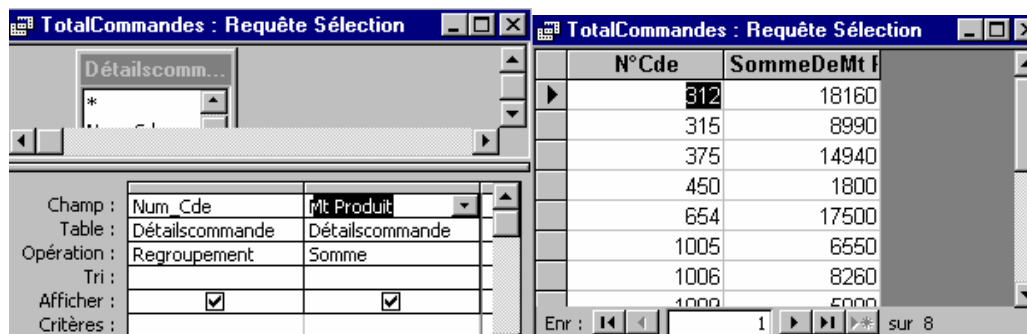 TotalCommandes : Requête Sélection
Détailscomm...
*
Champ : Num_Cde Mt Produit
Table : Détailscommande Détailscommande
Opération : Regroupement Somme
Tri :
Afficher :
Critères :
TotalCommandes : Requête Sélection
N°Cde SommeDeMt
312 18160
315 8990
375 14940
450 1800
654 17500
1005 6550
1006 8260
Enr : 1 sur 8